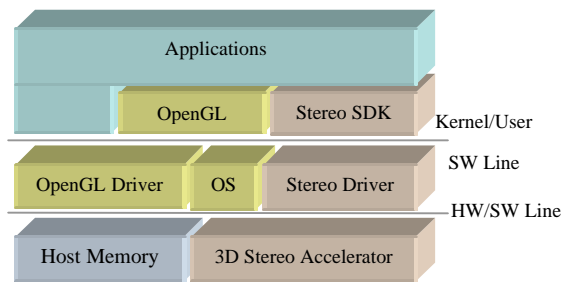 Applications
OpenGL
Stereo SDK
Kernel/User
SW Line
OpenGL Driver
OS
Stereo Driver
HW/SW Line
Host Memory
3D Stereo Accelerator